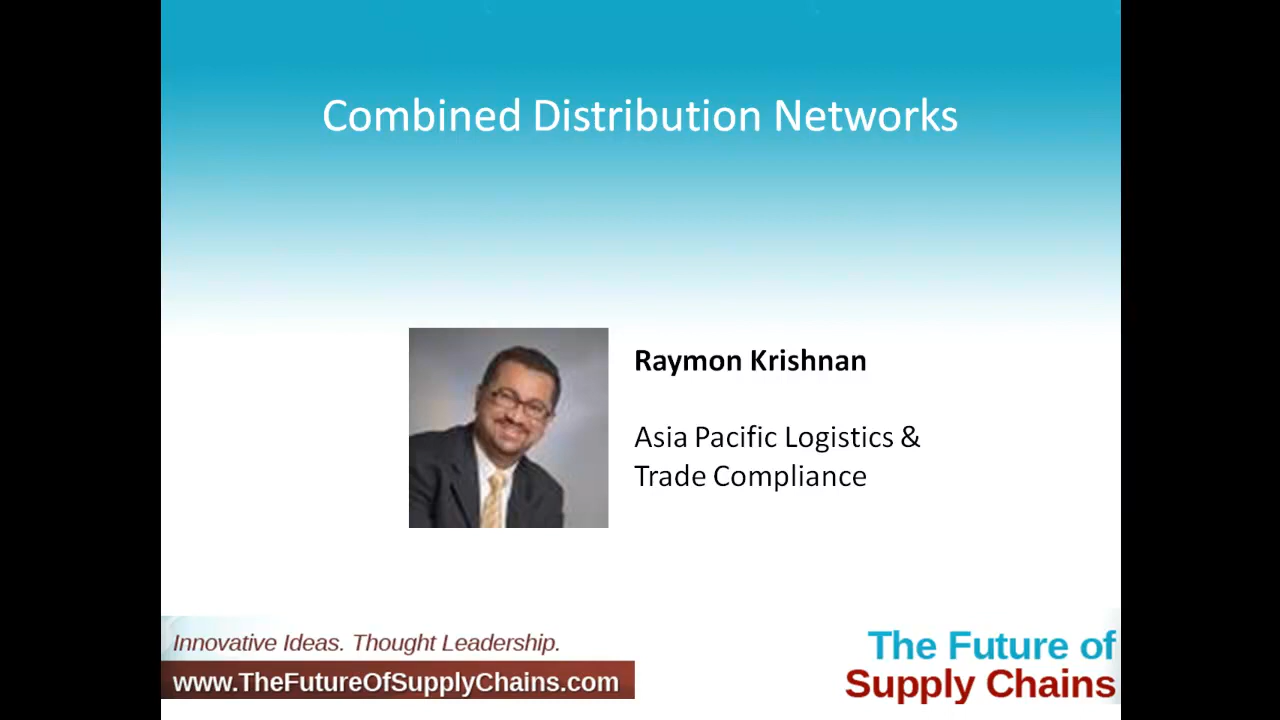 Combined Distribution Networks
Raymon Krishnan
Asia Pacific Logistics &
Trade Compliance
Innovative Ideas. Thought Leadership.
www.TheFutureOfSupplyChains.com
The Future of
Supply Chains